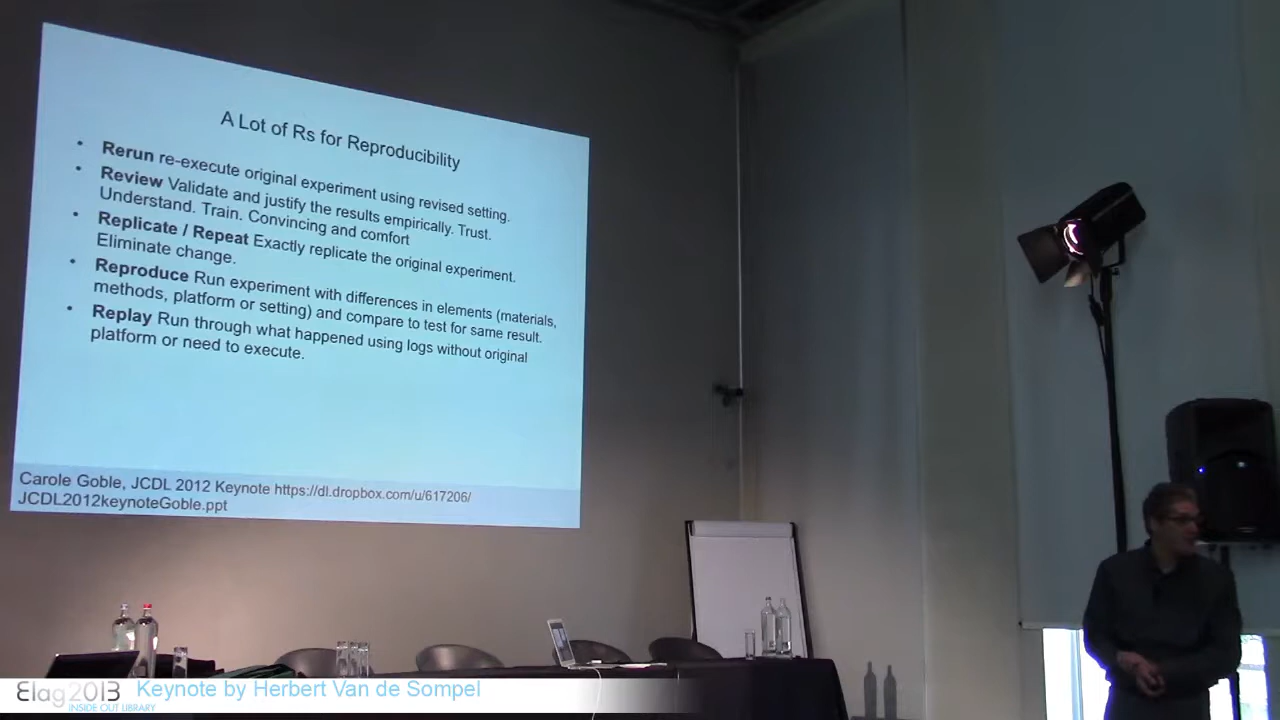 A Lot of Rs for Reproducibility
• Rerun re-execute original experiment using revised setting.
• Review Validate and justify the results empirically. Trust.
Understand. Train. Convincing and comfort
• Replicate / Repeat Exactly replicate the original experiment.
Eliminate change.
• Reproduce Run experiment with differences in elements (materials,
methods, platform or setting) and compare to test for same result.
• Replay Run through what happened using logs without original
platform or need to execute.
Carole Goble, JCDL 2012 Keynote https://dl.dropbox.com/u/617206/
JCDL2012keynoteGoble.ppt
Elag2013 Keynote by Herbert Van de Sompel
INSIDE OUT LIBRARY